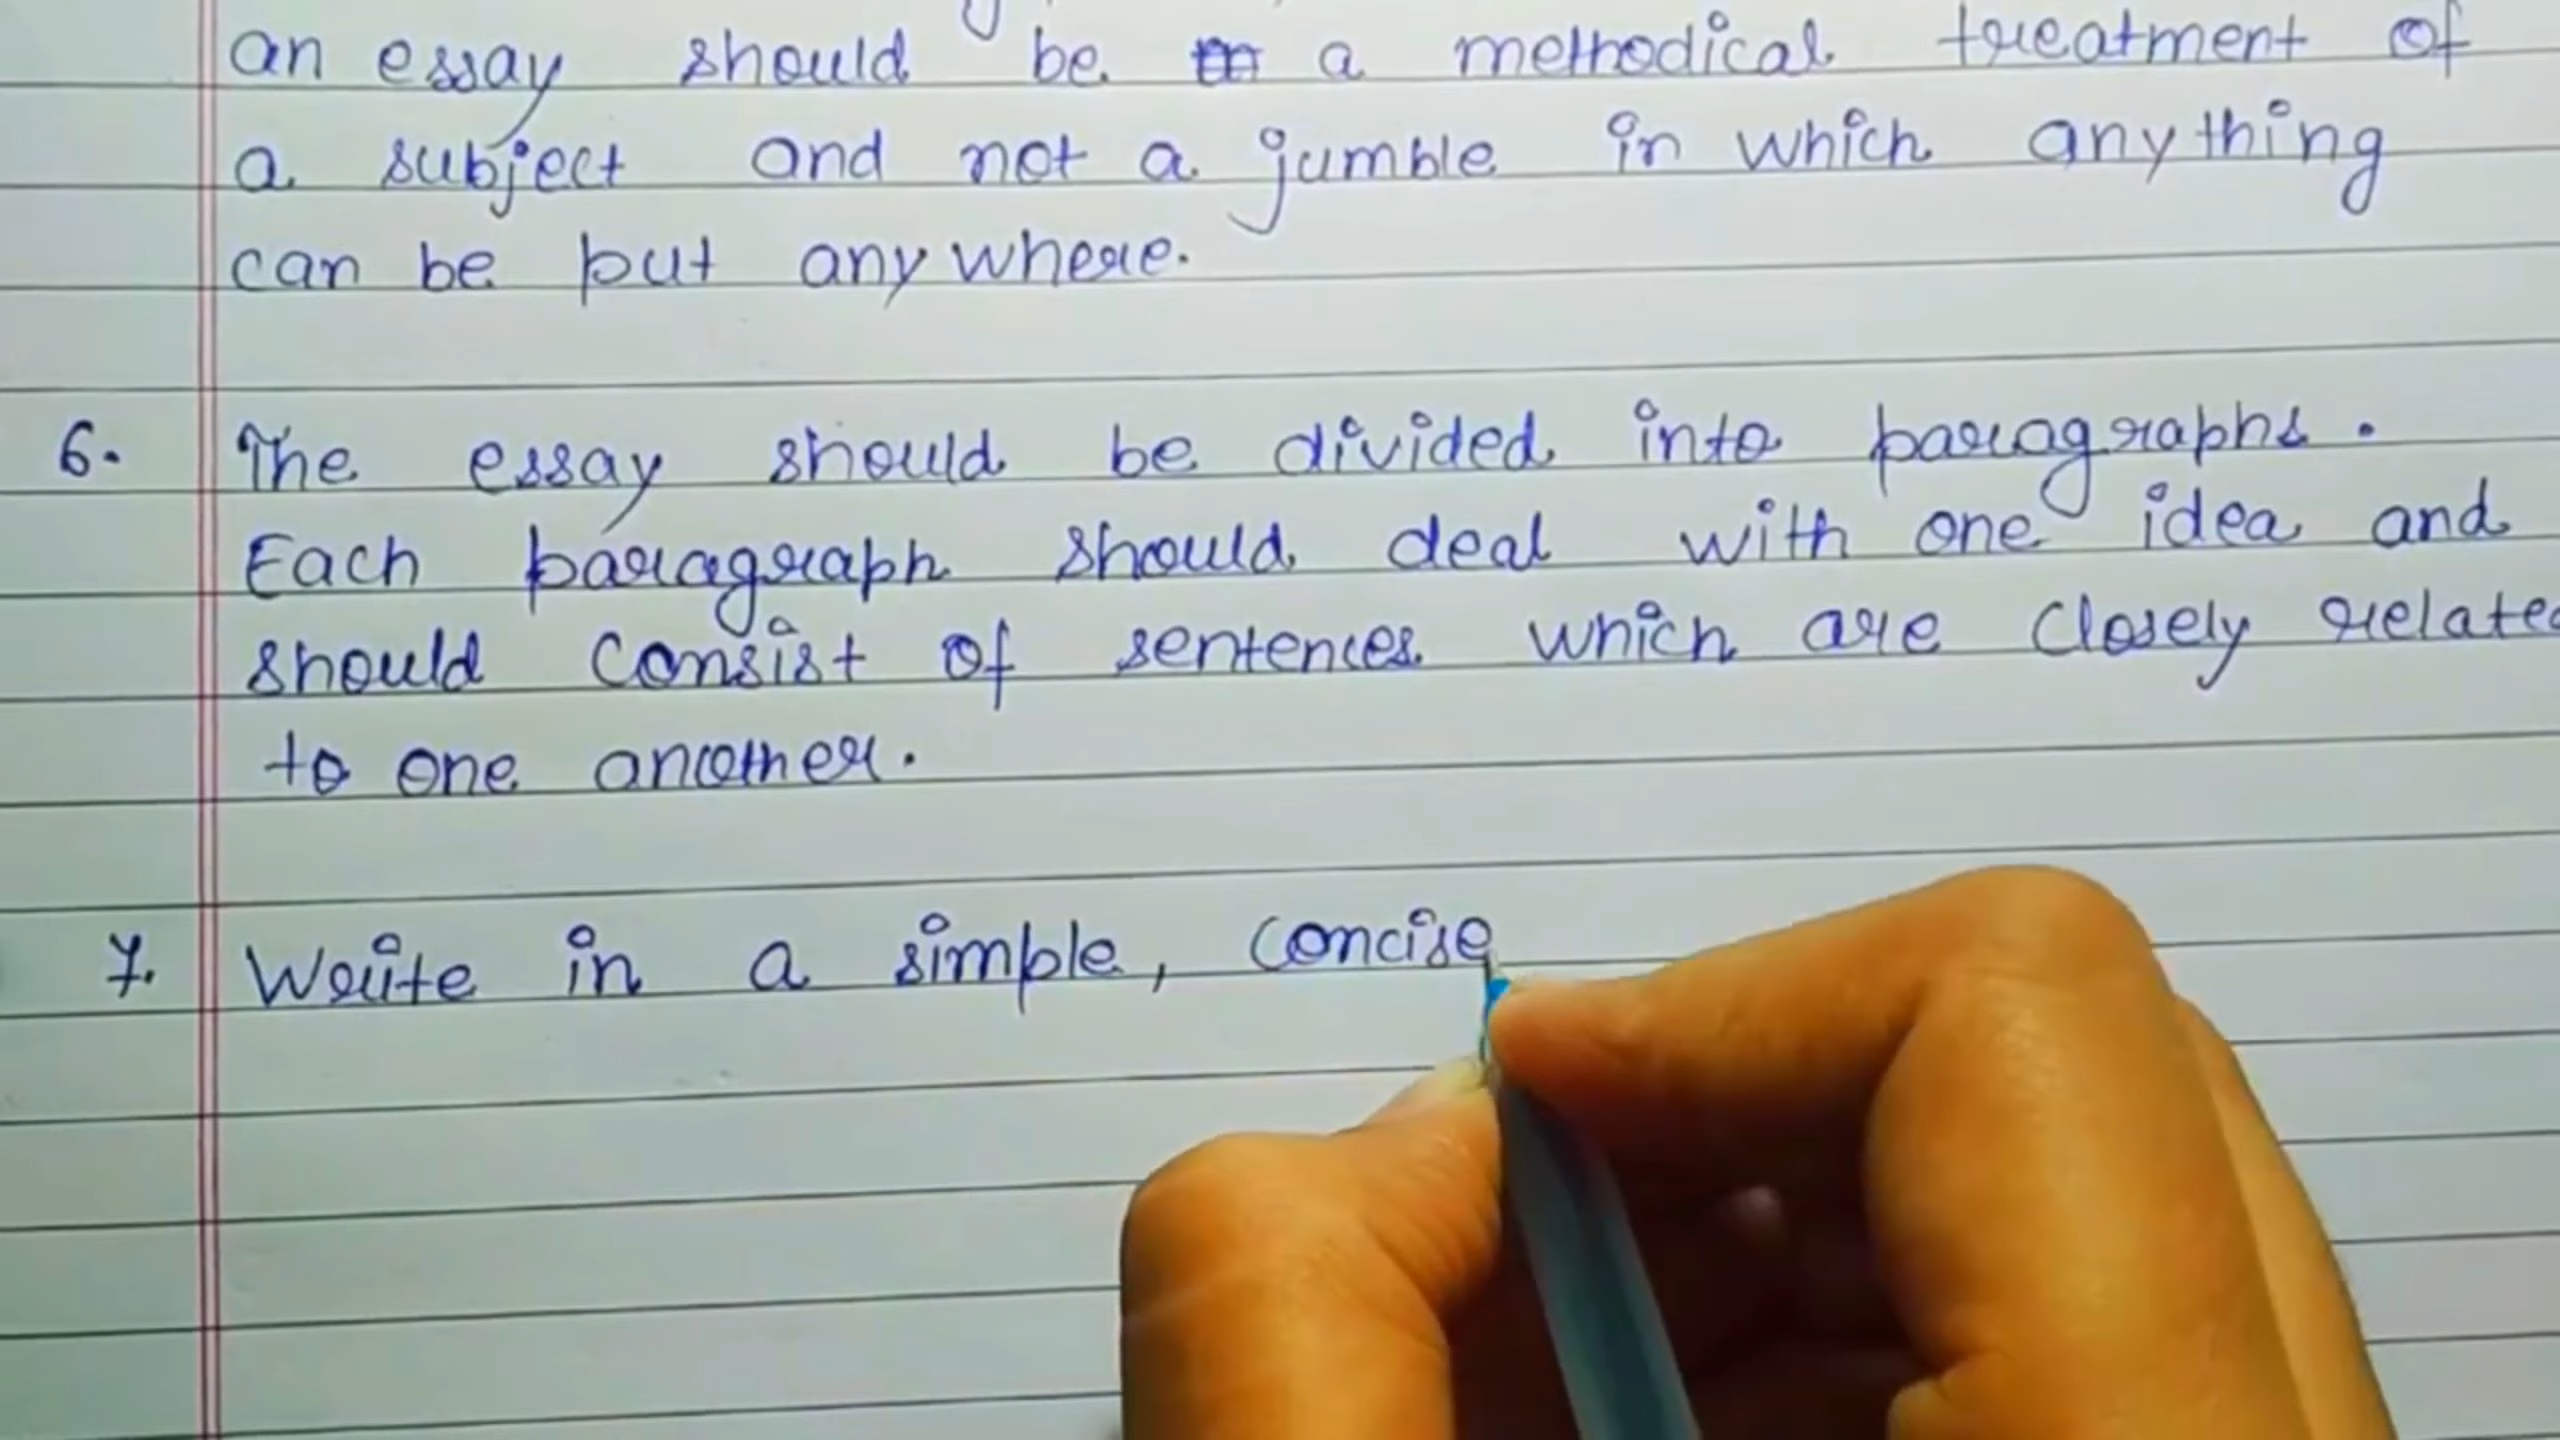 an essay should be a methodical treatment of
a subject and not a jumble in which anything
can be put anywhere.
6. The essay should be divided into paragraphs.
Each paragraph should deal with one idea and
should consist of sentences which are closely related
to one another.
7. Write in a simple, concise